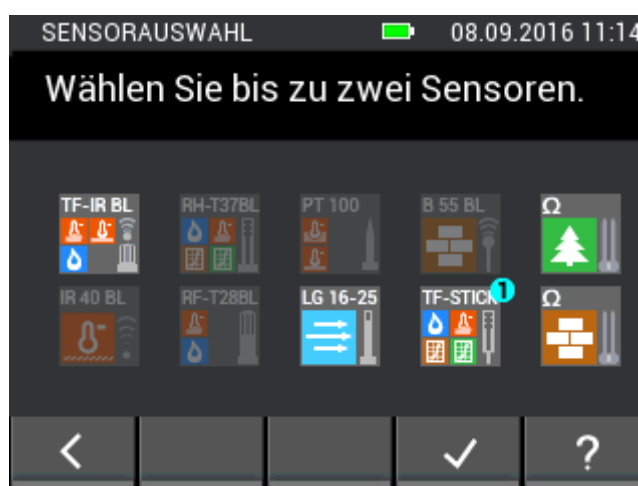 SENSORAUSWAHL 08.09.2016 11:14
Wählen Sie bis zu zwei Sensoren.
TF-IR BL RH-T37BL PT 100 B 55 BL Ω
IR 40 BL RF-T28BL LG 16-25 TF-STICK 1 Ω
?